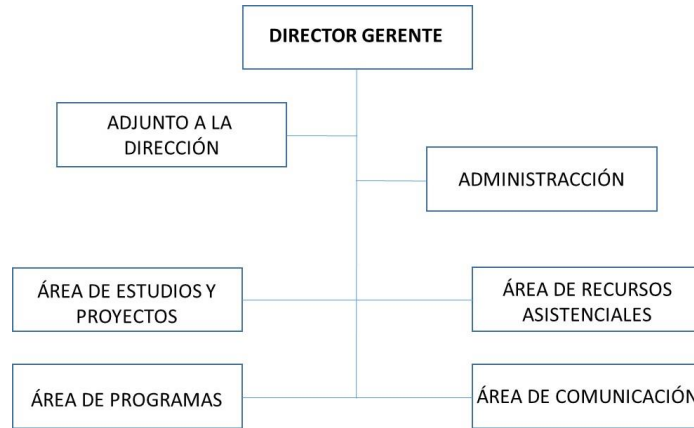 DIRECTOR GERENTE
ADJUNTO A LA
DIRECCIÓN
ADMINISTRACCIÓN
ÁREA DE ESTUDIOS Y
PROYECTOS
ÁREA DE RECURSOS
ASISTENCIALES
ÁREA DE PROGRAMAS
ÁREA DE COMUNICACIÓN